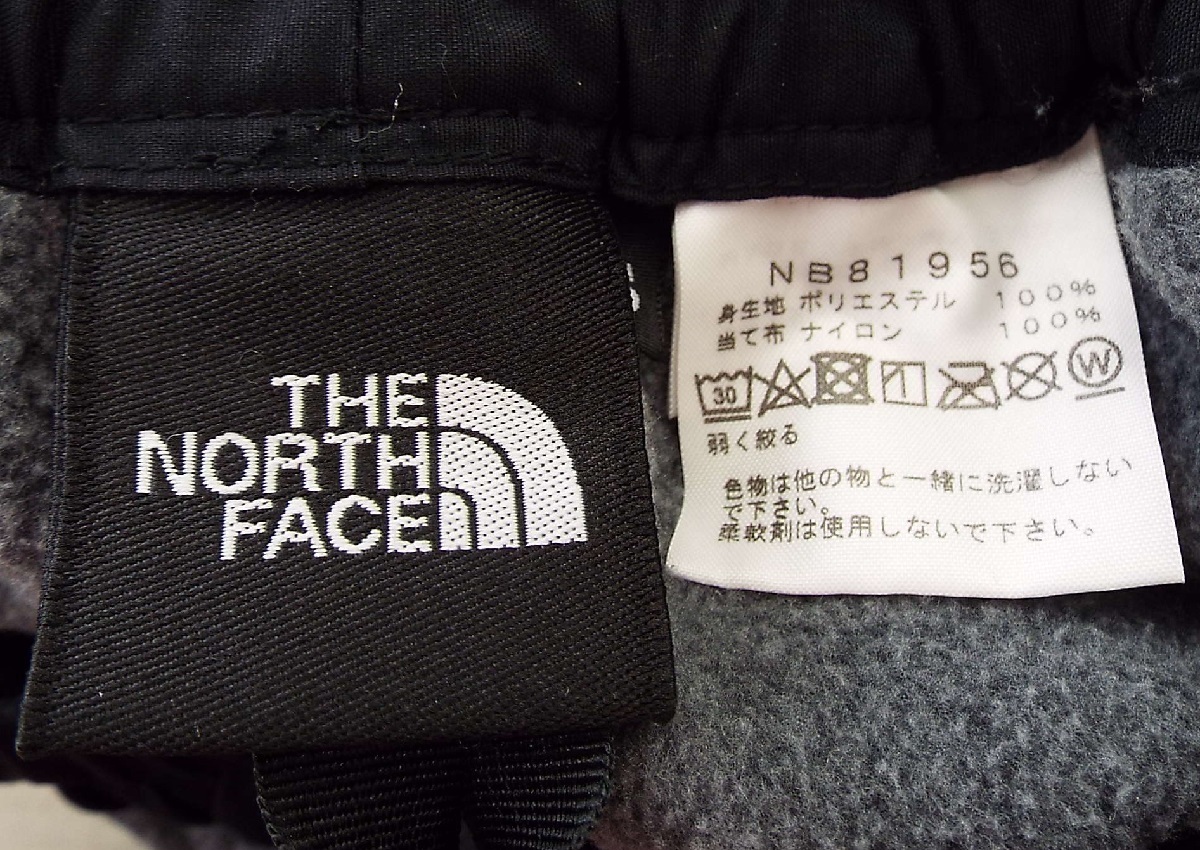 THE
NORTH
FACE
NB81956
身生地 ポリエステル 100%
当て布 ナイロン 100%
30
W
弱く絞る
色物は他の物と一緒に洗濯しない
で下さい。
柔軟剤は使用しないで下さい。